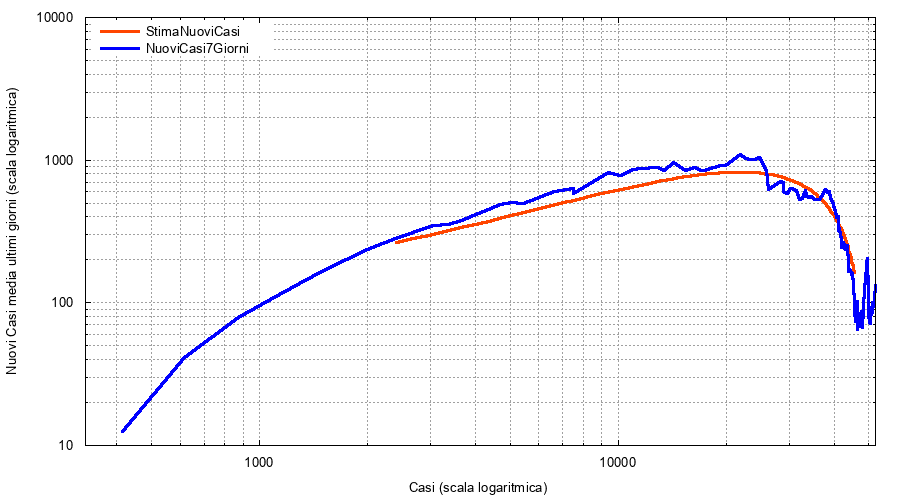 10000
StimaNuoviCasi
NuoviCasi7Giorni
1000
100
10
1000
10000
Nuovi Casi media ultimi giorni (scala logaritmica)
Casi (scala logaritmica)